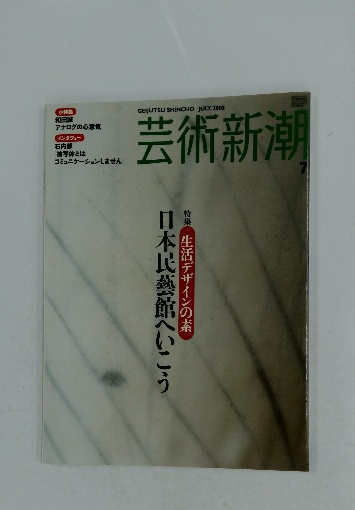 小特集
和田誠
アナログの心意気
インタヴュー
石内都
被写体とは
コミュニケーションしません
GEIJUTSU SHINCHO JULY 2005
芸術新潮
7
特集
生活デザインの素
日本民藝館へいこう